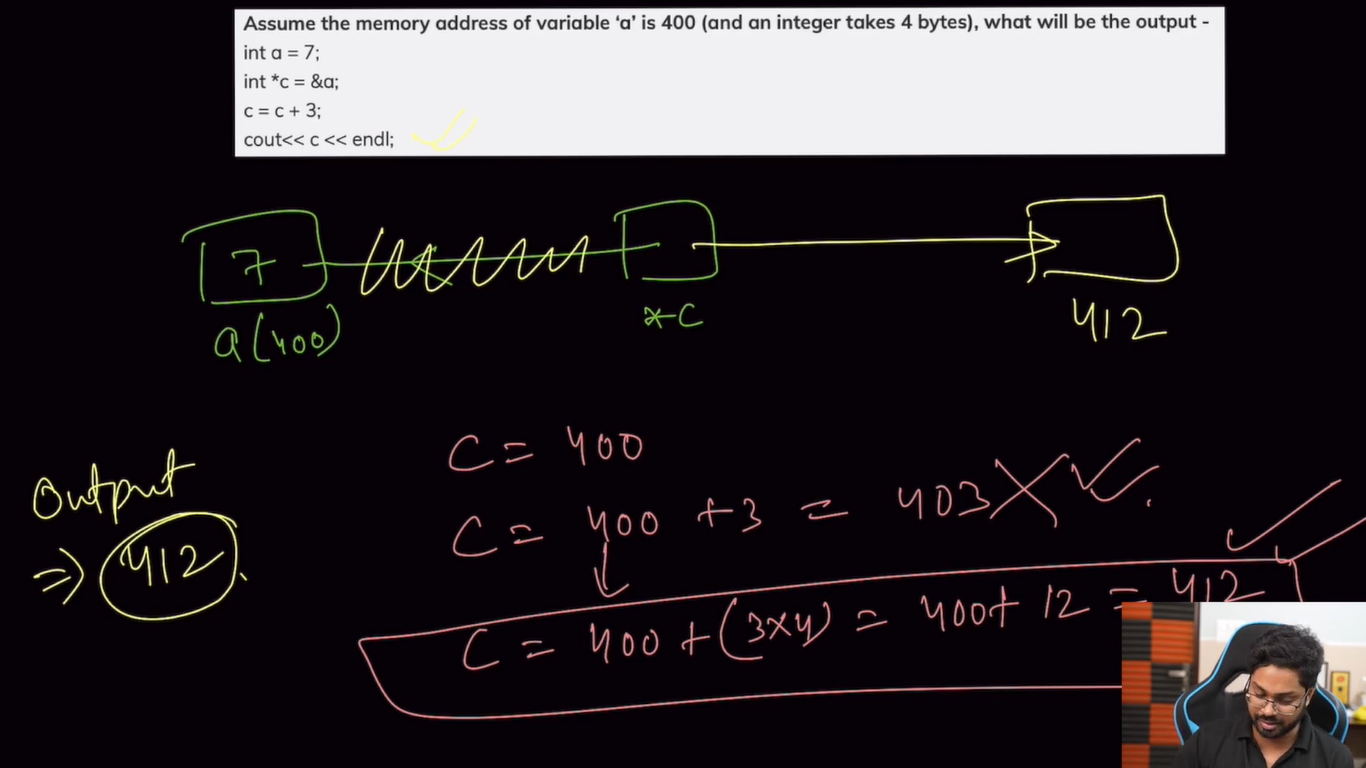 Assume the memory address of variable ‘a’ is 400 (and an integer takes 4 bytes), what will be the output -
int a = 7;
int *c = &a;
c = c + 3;
cout<< c << endl;
7
a (400)
*c
412
C = 400
C = 400 + 3 = 403
C = 400 + (3x4) = 400 + 12 = 412
Output
=> 412